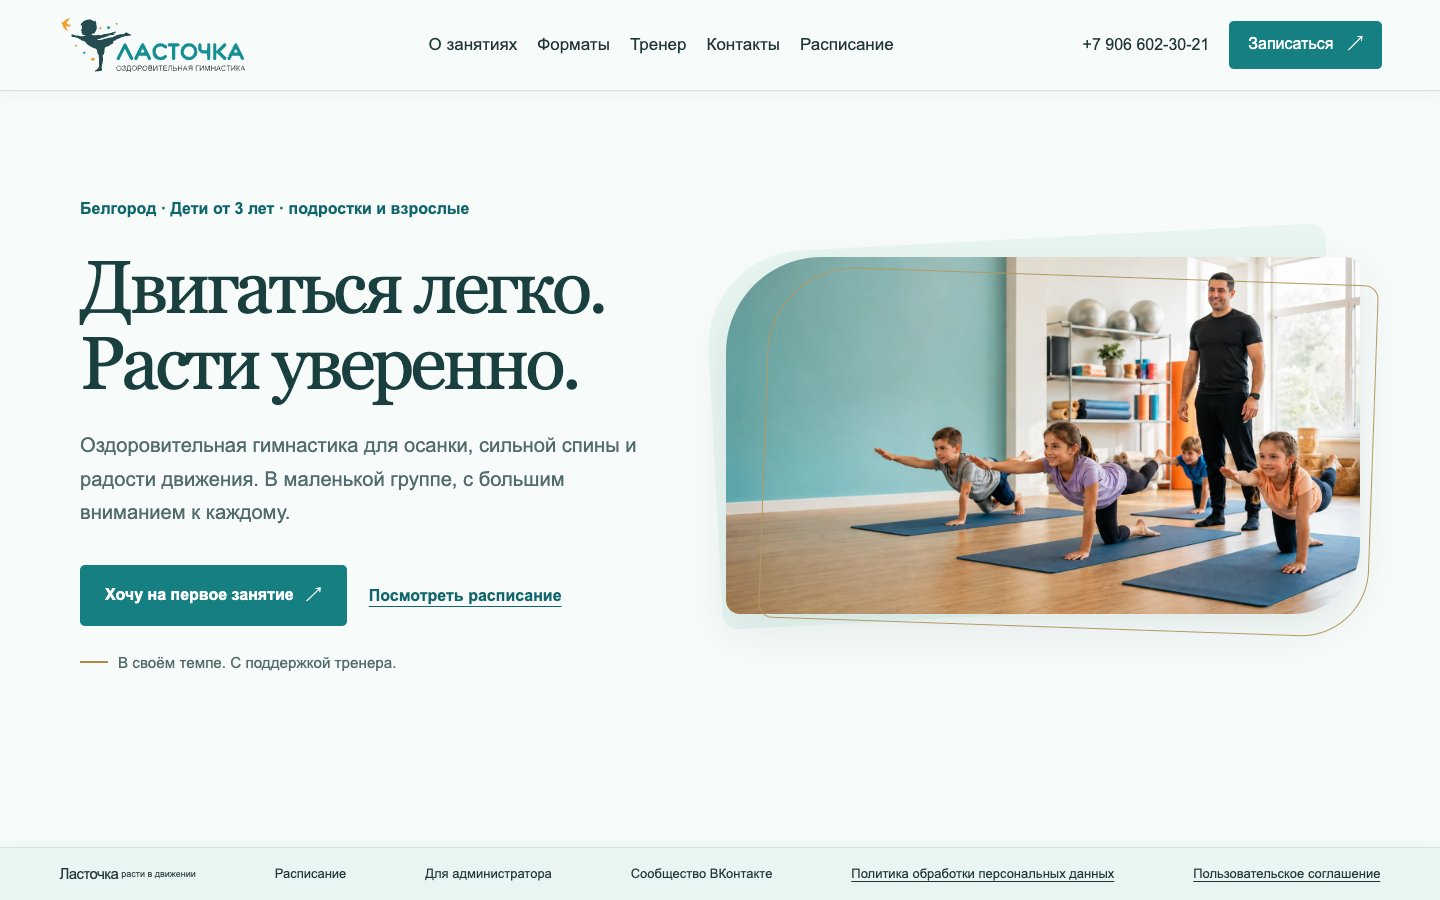 ЛАСТОЧКА
ОЗДОРОВИТЕЛЬНАЯ ГИМНАСТИКА
О занятиях Форматы Тренер Контакты Расписание
+7 906 602-30-21
Записаться
Белгород · Дети от 3 лет · подростки и взрослые
Двигаться легко.
Расти уверенно.
Оздоровительная гимнастика для осанки, сильной спины и
радости движения. В маленькой группе, с большим
вниманием к каждому.
Хочу на первое занятие
Посмотреть расписание
В своём темпе. С поддержкой тренера.
Ласточка расти в движении
Расписание
Для администратора
Сообщество ВКонтакте
Политика обработки персональных данных
Пользовательское соглашение